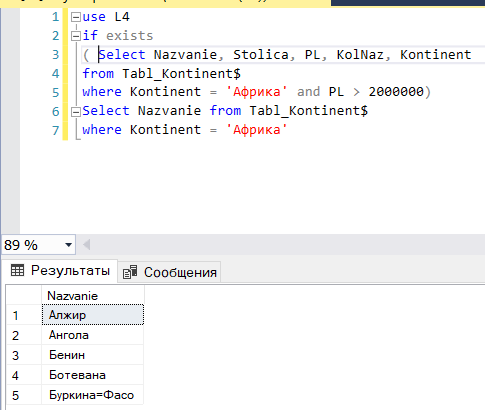 1 use L4
2 if exists
3 ( Select Nazvanie, Stolica, PL, KolNaz, Kontinent
4 from Tabl_Kontinent$
5 where Kontinent = 'Африка' and PL > 2000000)
6 Select Nazvanie from Tabl_Kontinent$
7 where Kontinent = 'Африка'
89 %
Результаты Сообщения
Nazvanie
1 Алжир
2 Ангола
3 Бенин
4 Ботевана
5 Буркина=Фасо